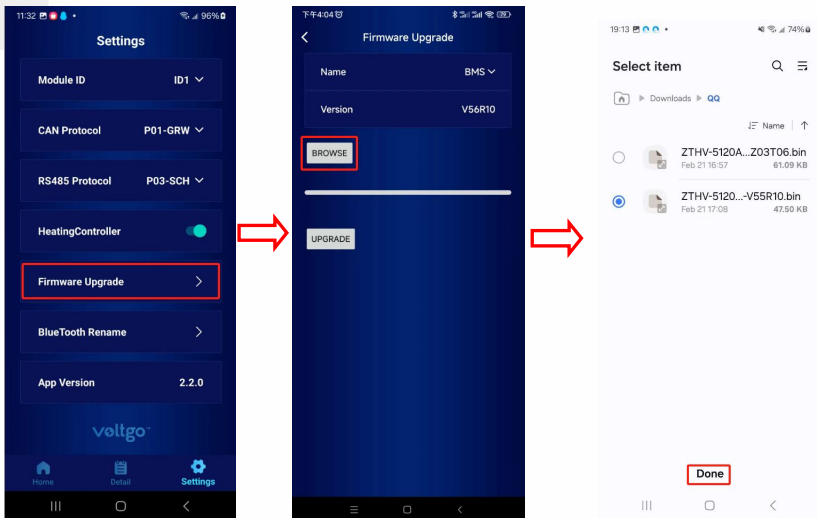 11:32
96%
Settings
Module ID ID1
CAN Protocol P01-GRW
RS485 Protocol P03-SCH
HeatingController
Firmware Upgrade
BlueTooth Rename
App Version 2.2.0
voltgo
Home Detail Settings
下午4:04
Firmware Upgrade
Name BMS
Version V56R10
BROWSE
UPGRADE
19:13
74%
Select item
Downloads QQ
Name
ZTHV-5120A...Z03T06.bin
Feb 21 16:57 61.09 KB
ZTHV-5120...-V55R10.bin
Feb 21 17:08 47.50 KB
Done